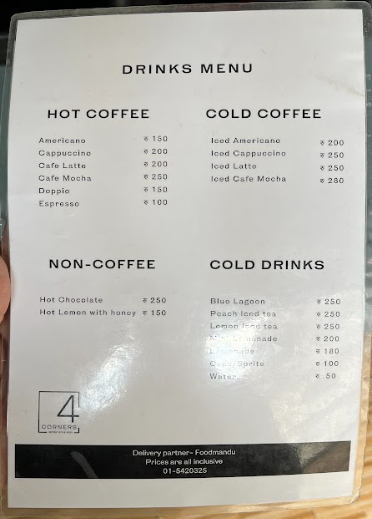 DRINKS MENU
HOT COFFEE
Americano ₹ 150
Cappuccino ₹ 200
Cafe Latte ₹ 200
Cafe Mocha ₹ 250
Doppio ₹ 150
Espresso ₹ 100
COLD COFFEE
Iced Americano ₹ 200
Iced Cappuccino ₹ 250
Iced Latte ₹ 250
Iced Cafe Mocha ₹ 280
NON-COFFEE
Hot Chocolate ₹ 250
Hot Lemon with honey ₹ 150
COLD DRINKS
Blue Lagoon ₹ 250
Peach Iced tea ₹ 250
Lemon Iced tea ₹ 250
Lemonade ₹ 200
₹ 180
Sprite ₹ 100
Water ₹ 50
4
CORNERS
Delivery partner- Foodmandu
Prices are all inclusive
01-5420325